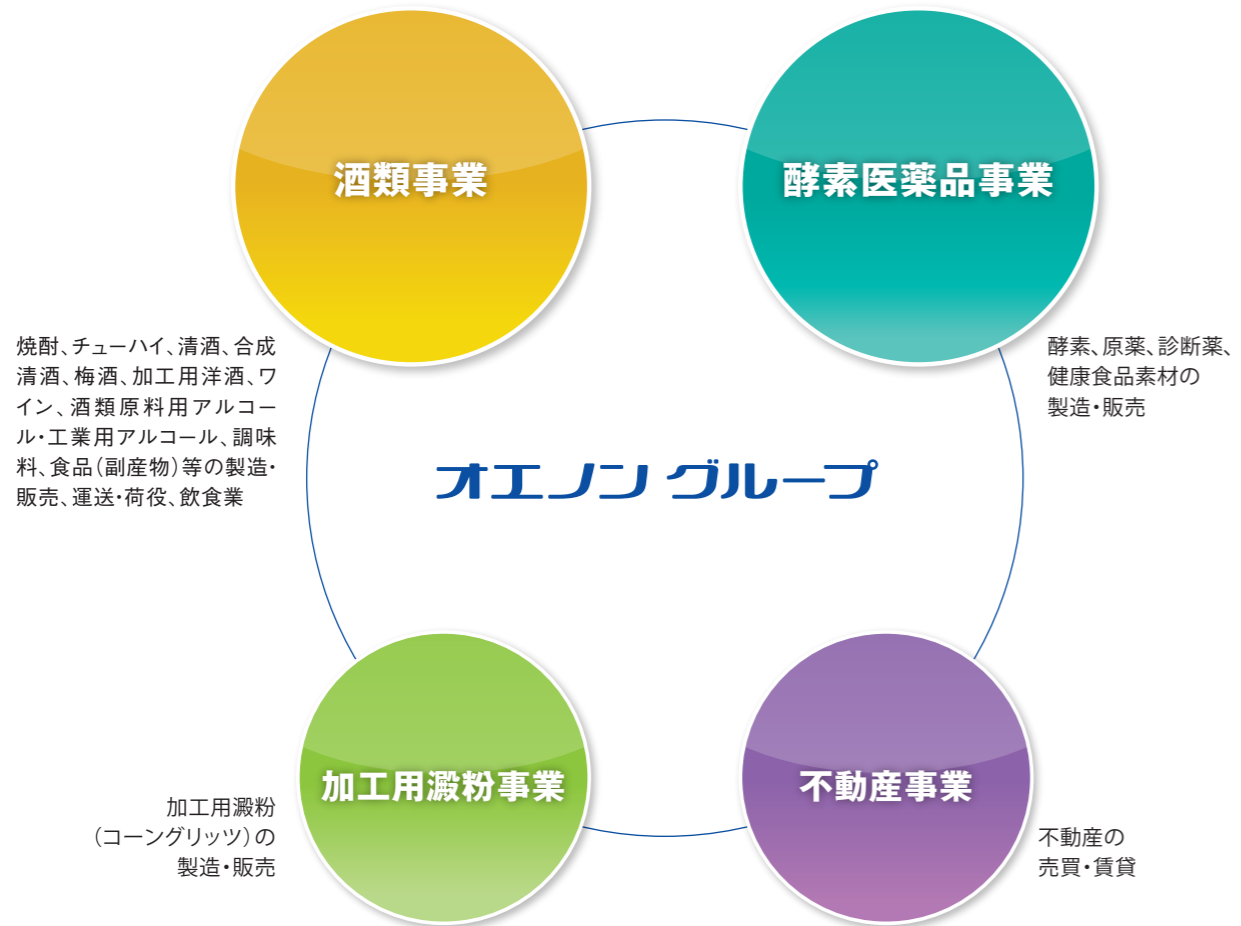 酒類事業
酵素医薬品事業
焼酎、チューハイ、清酒、合成
清酒、梅酒、加工用洋酒、ワ
イン、酒類原料用アルコー
ル・工業用アルコール、調味
料、食品（副産物）等の製造・
販売、運送・荷役、飲食業
酵素、原薬、診断薬、
健康食品素材の
製造・販売
オエノン グループ
加工用澱粉事業
不動産事業
加工用澱粉
（コーングリッツ）の
製造・販売
不動産の
売買・賃貸